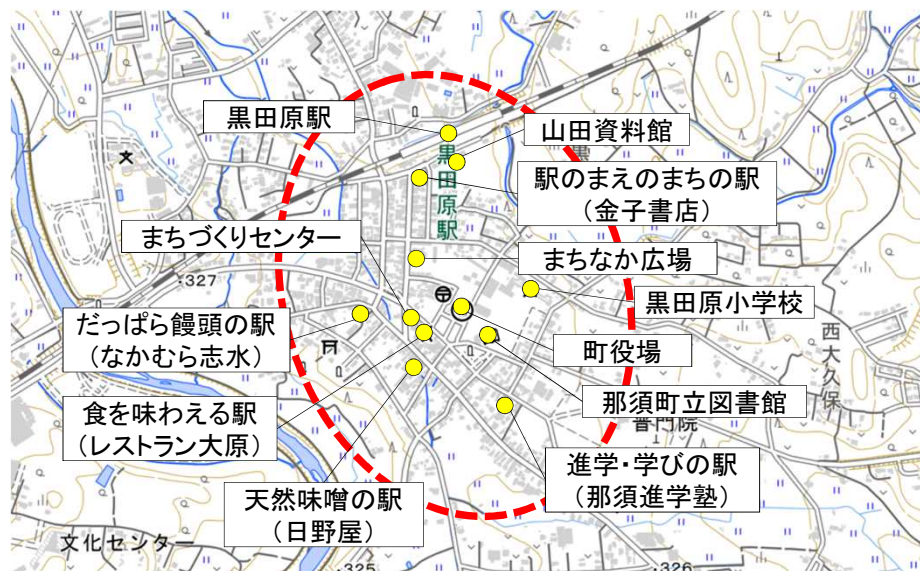 黒田原駅
山田資料館
黒田原駅
駅のまえのまちの駅
（金子書店）
まちづくりセンター
まちなか広場
327
黒田原小学校
だっぱら饅頭の駅
（なかむら志水）
町役場
西大久保
食を味わえる駅
（レストラン大原）
那須町立図書館
普門院
進学・学びの駅
（那須進学塾）
天然味噌の駅
（日野屋）
文化センター
325
326